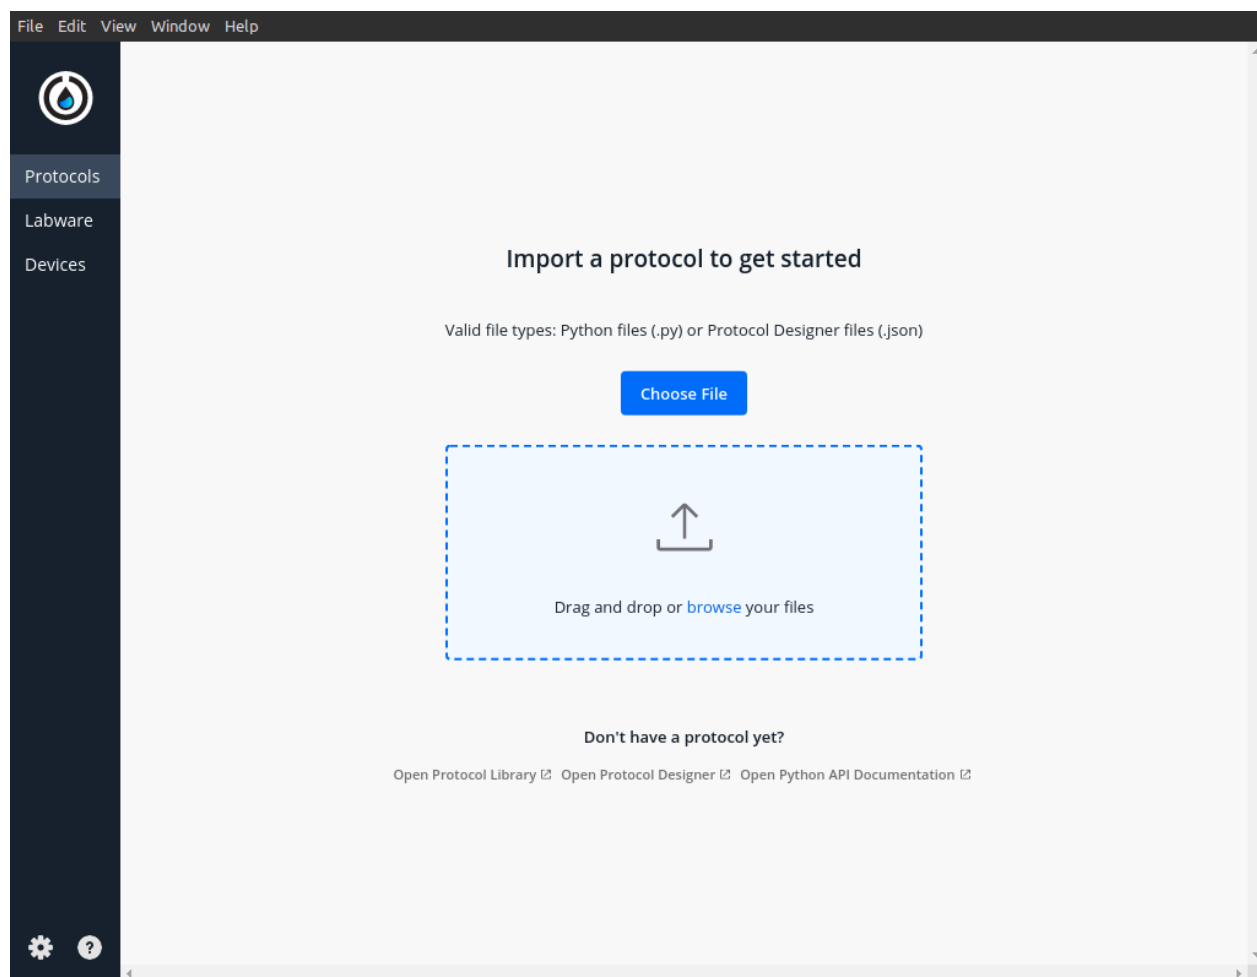 File Edit View Window Help
Protocols
Labware
Devices
Import a protocol to get started
Valid file types: Python files (.py) or Protocol Designer files (.json)
Choose File
Drag and drop or browse your files
Don't have a protocol yet?
Open Protocol Library Open Protocol Designer Open Python API Documentation
?